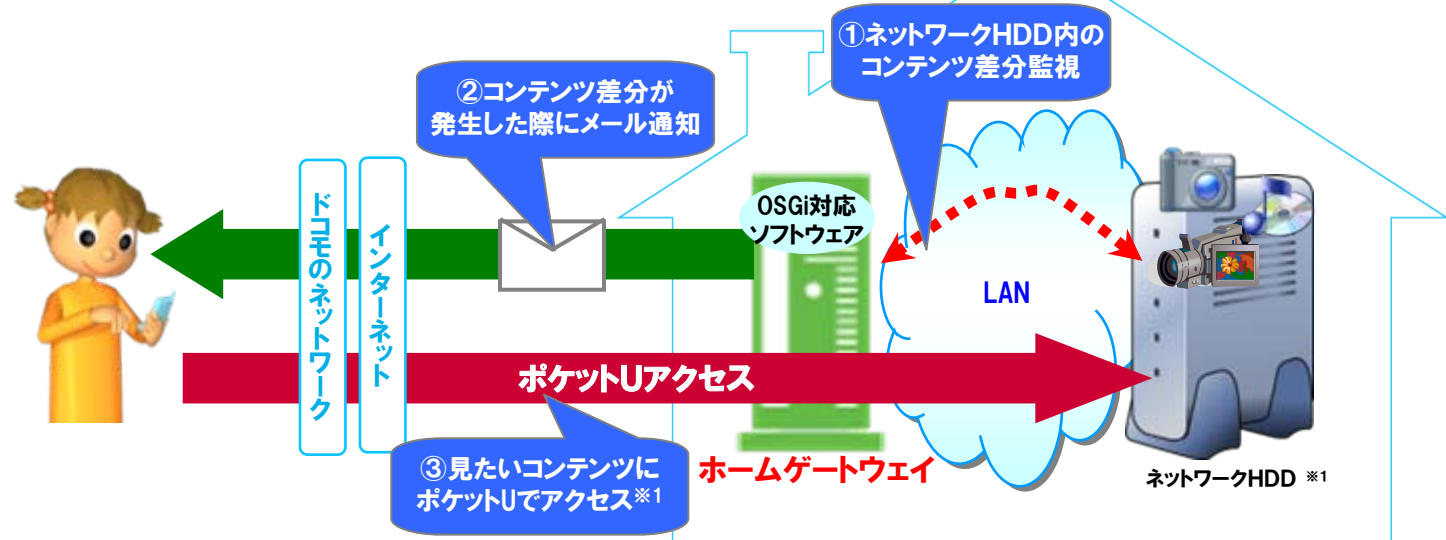 ①ネットワークHDD内の
コンテンツ差分監視
②コンテンツ差分が
発生した際にメール通知
OSGi対応
ソフトウェア
ドコモのネットワーク
インターネット
LAN
ポケットUアクセス
③見たいコンテンツに
ポケットUでアクセス※1
ホームゲートウェイ
ネットワークHDD ※1